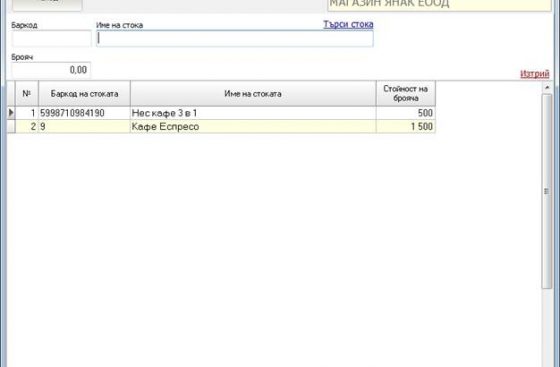 МАГАЗИН ЯНАК ЕООД
Баркод Име на стока Търси стока
Брояч
0,00
Изтрий
№ Баркод на стоката Име на стоката Стойност на брояча
1 5998710984190 Нес кафе 3 в 1 500
2 9 Кафе Еспресо 1 500